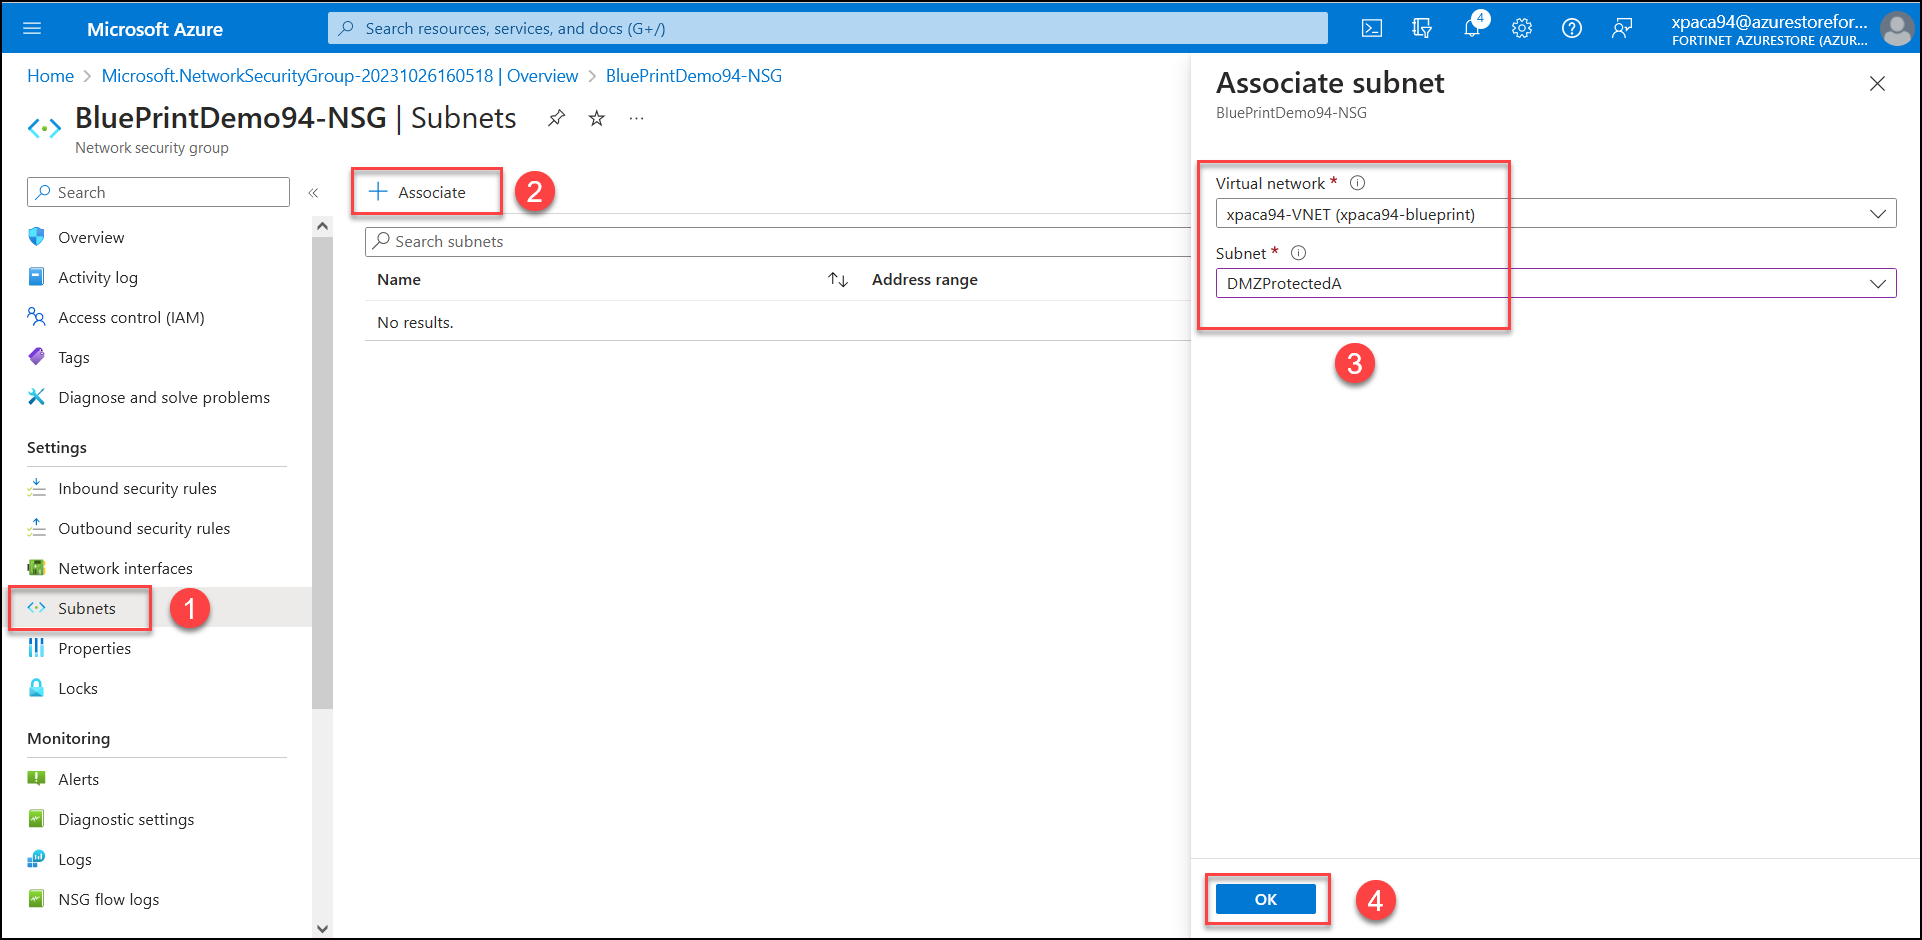 Microsoft Azure
Search resources, services, and docs (G+/)
4
xpaca94@azurestorefor...
FORTINET AZURESTORE (AZUR...
Home > Microsoft.NetworkSecurityGroup-20231026160518 | Overview > BluePrintDemo94-NSG
BluePrintDemo94-NSG | Subnets
Network security group
Search
Overview
Activity log
Access control (IAM)
Tags
Diagnose and solve problems
Settings
Inbound security rules
Outbound security rules
Network interfaces
Subnets
1
Properties
Locks
Monitoring
Alerts
Diagnostic settings
Logs
NSG flow logs
+ Associate
2
Search subnets
Name
Address range
No results.
Associate subnet
BluePrintDemo94-NSG
Virtual network *
xpaca94-VNET (xpaca94-blueprint)
Subnet *
DMZProtectedA
3
OK
4